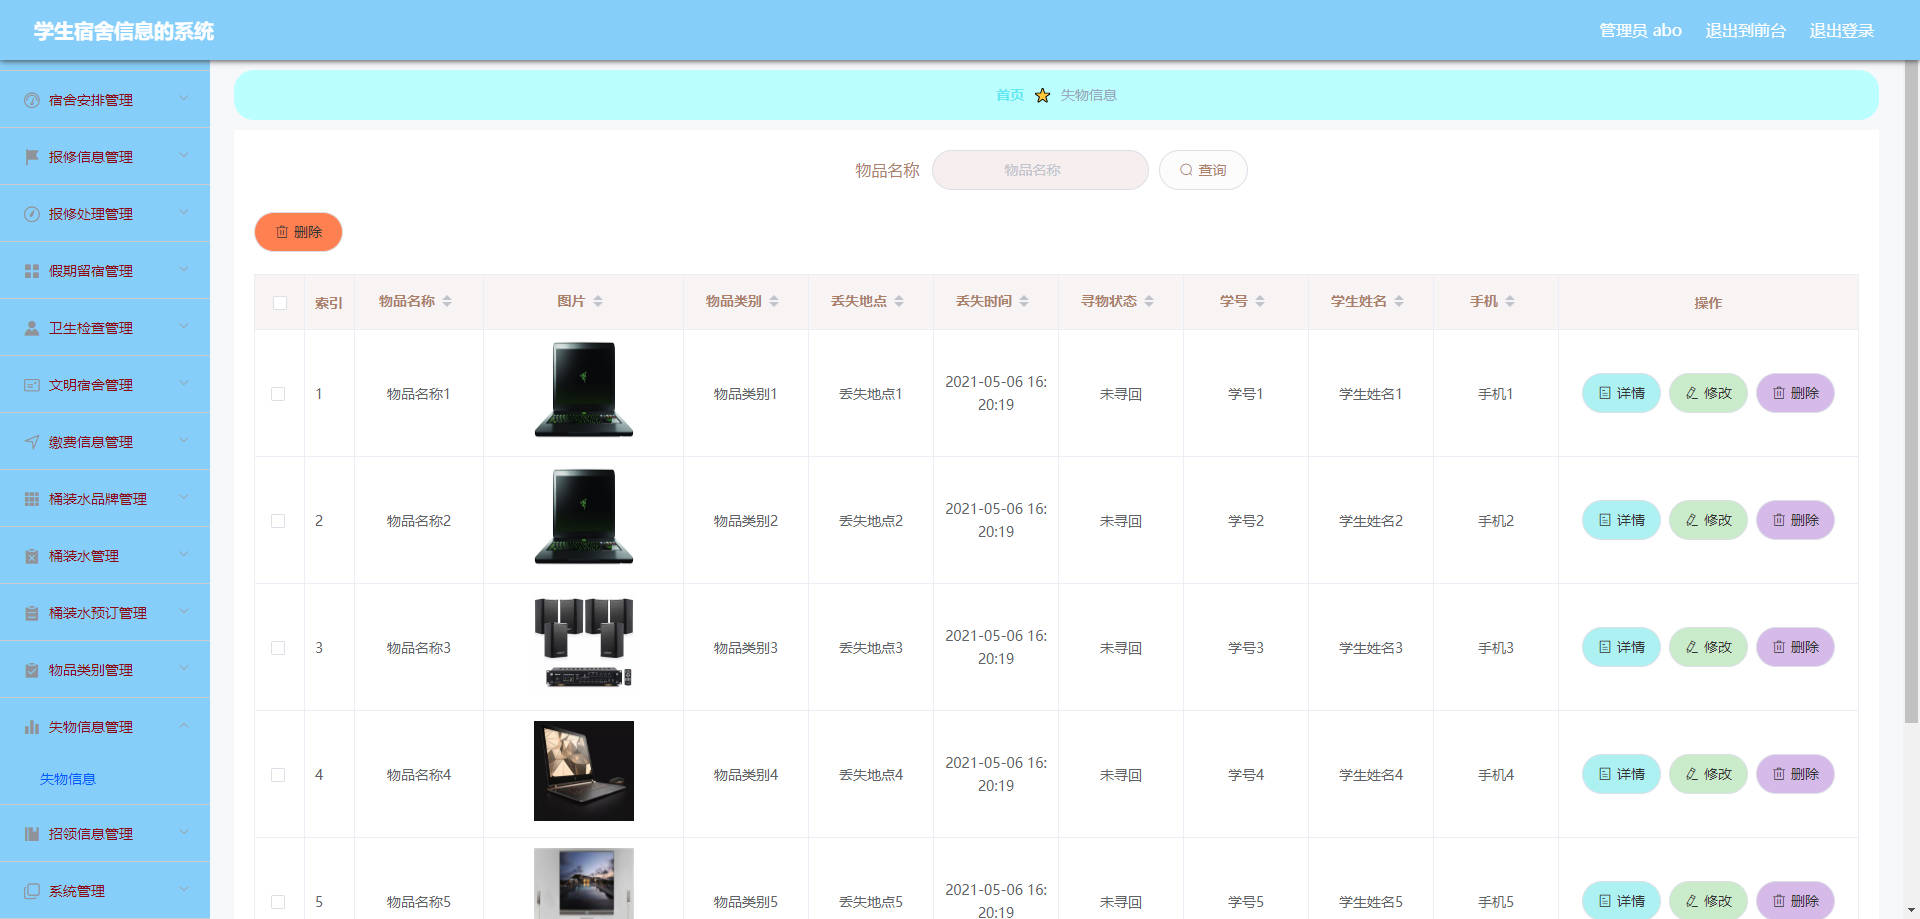 学生宿舍信息的系统
管理员 abo 退出到前台 退出登录
宿舍安排管理
报修信息管理
报修处理管理
假期留宿管理
卫生检查管理
文明宿舍管理
缴费信息管理
桶装水品牌管理
桶装水管理
桶装水预订管理
物品类别管理
失物信息管理
失物信息
招领信息管理
系统管理
首页 失物信息
物品名称 物品名称 查询
删除
索引 物品名称 图片 物品类别 丢失地点 丢失时间 寻物状态 学号 学生姓名 手机 操作
1 物品名称1 物品类别1 丢失地点1 2021-05-06 16:
20:19 未寻回 学号1 学生姓名1 手机1 详情 修改 删除
2 物品名称2 物品类别2 丢失地点2 2021-05-06 16:
20:19 未寻回 学号2 学生姓名2 手机2 详情 修改 删除
3 物品名称3 物品类别3 丢失地点3 2021-05-06 16:
20:19 未寻回 学号3 学生姓名3 手机3 详情 修改 删除
4 物品名称4 物品类别4 丢失地点4 2021-05-06 16:
20:19 未寻回 学号4 学生姓名4 手机4 详情 修改 删除
5 物品名称5 物品类别5 丢失地点5 2021-05-06 16:
20:19 未寻回 学号5 学生姓名5 手机5 详情 修改 删除